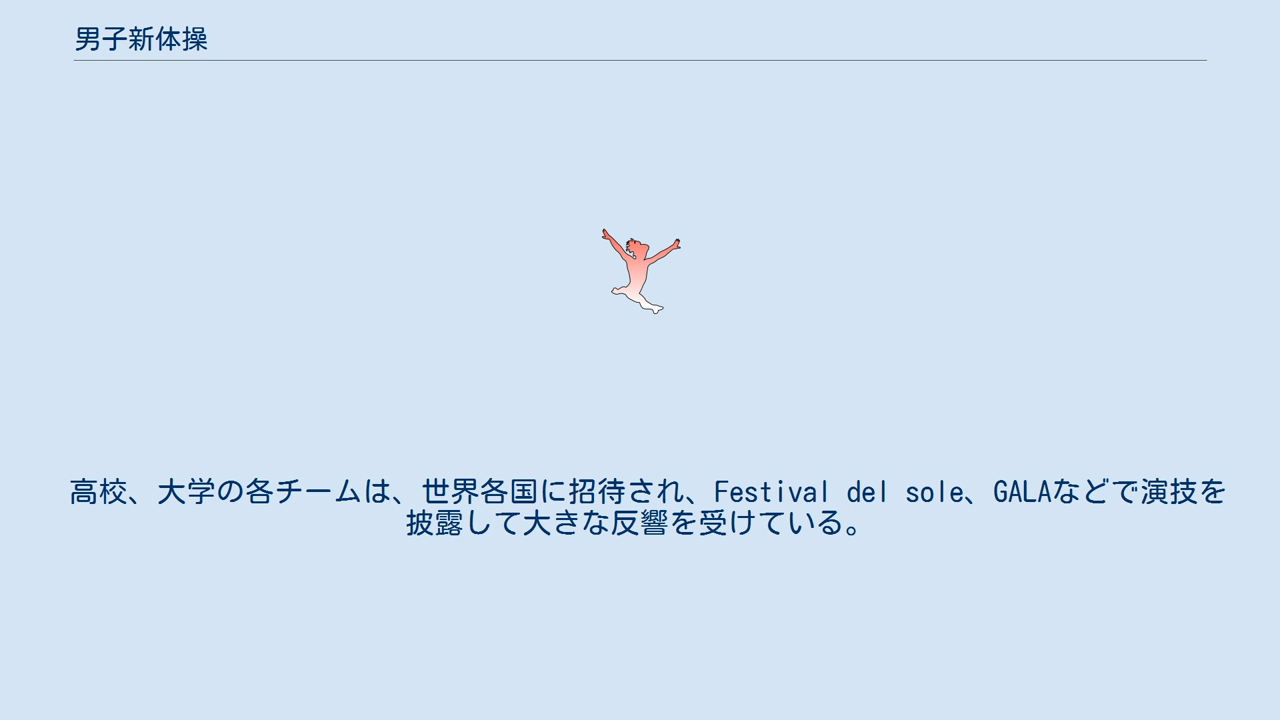 男子新体操
高校、大学の各チームは、世界各国に招待され、Festival del sole、GALAなどで演技を
披露して大きな反響を受けている。